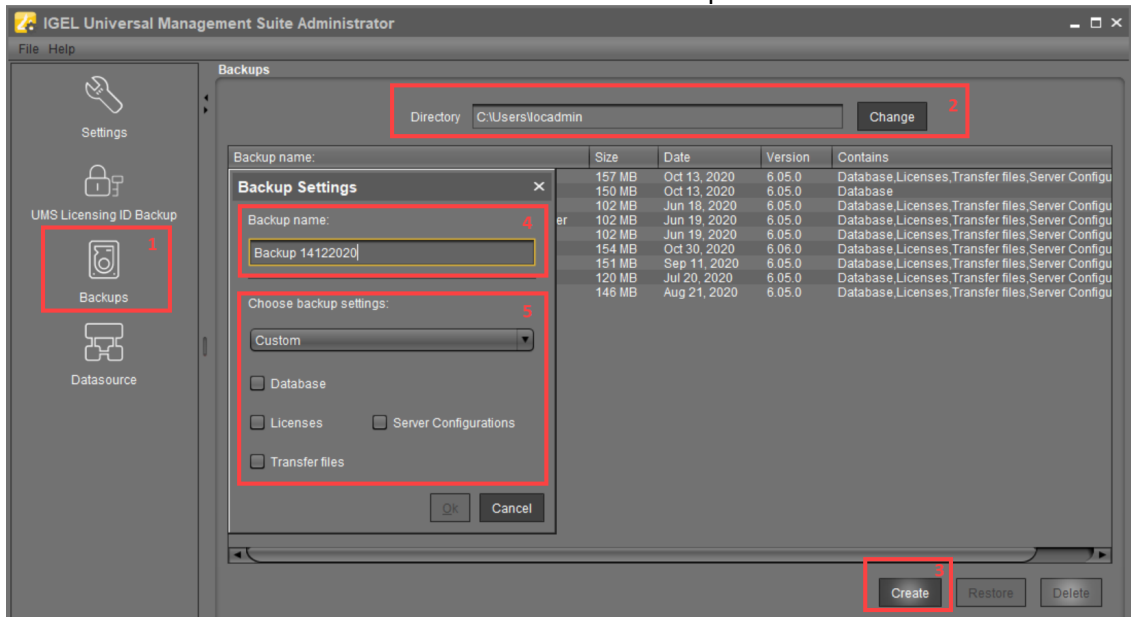 IGEL Universal Management Suite Administrator
File Help
Settings
UMS Licensing ID Backup
1
Backups
Datasource
Backups
Directory C:\Users\locadmin Change 2
Backup name: Size Date Version Contains
157 MB Oct 13, 2020 6.05.0 Database,Licenses,Transfer files,Server Configu
150 MB Oct 13, 2020 6.05.0 Database
102 MB Jun 18, 2020 6.05.0 Database,Licenses,Transfer files,Server Configu
er 102 MB Jun 19, 2020 6.05.0 Database,Licenses,Transfer files,Server Configu
102 MB Jun 19, 2020 6.05.0 Database,Licenses,Transfer files,Server Configu
154 MB Oct 30, 2020 6.06.0 Database,Licenses,Transfer files,Server Configu
151 MB Sep 11, 2020 6.05.0 Database,Licenses,Transfer files,Server Configu
120 MB Jul 20, 2020 6.05.0 Database,Licenses,Transfer files,Server Configu
146 MB Aug 21, 2020 6.05.0 Database,Licenses,Transfer files,Server Configu
Backup Settings
Backup name: 4
Backup 14122020
Choose backup settings: 5
Custom
Database
Licenses Server Configurations
Transfer files
Ok Cancel
3
Create Restore Delete